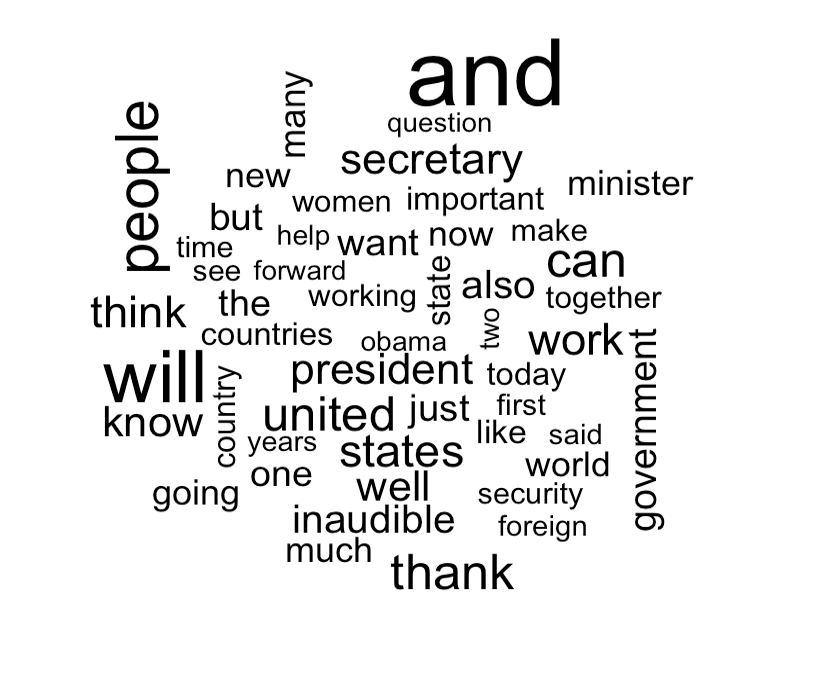 and
many
people
question
secretary
new
minister
women
important
but
help
want
now
make
time
can
see
forward
state
also
working
together
think
the
two
countries
obama
work
will
country
president
today
government
know
united
just
first
like
said
years
states
world
one
well
going
security
inaudible
foreign
much
thank